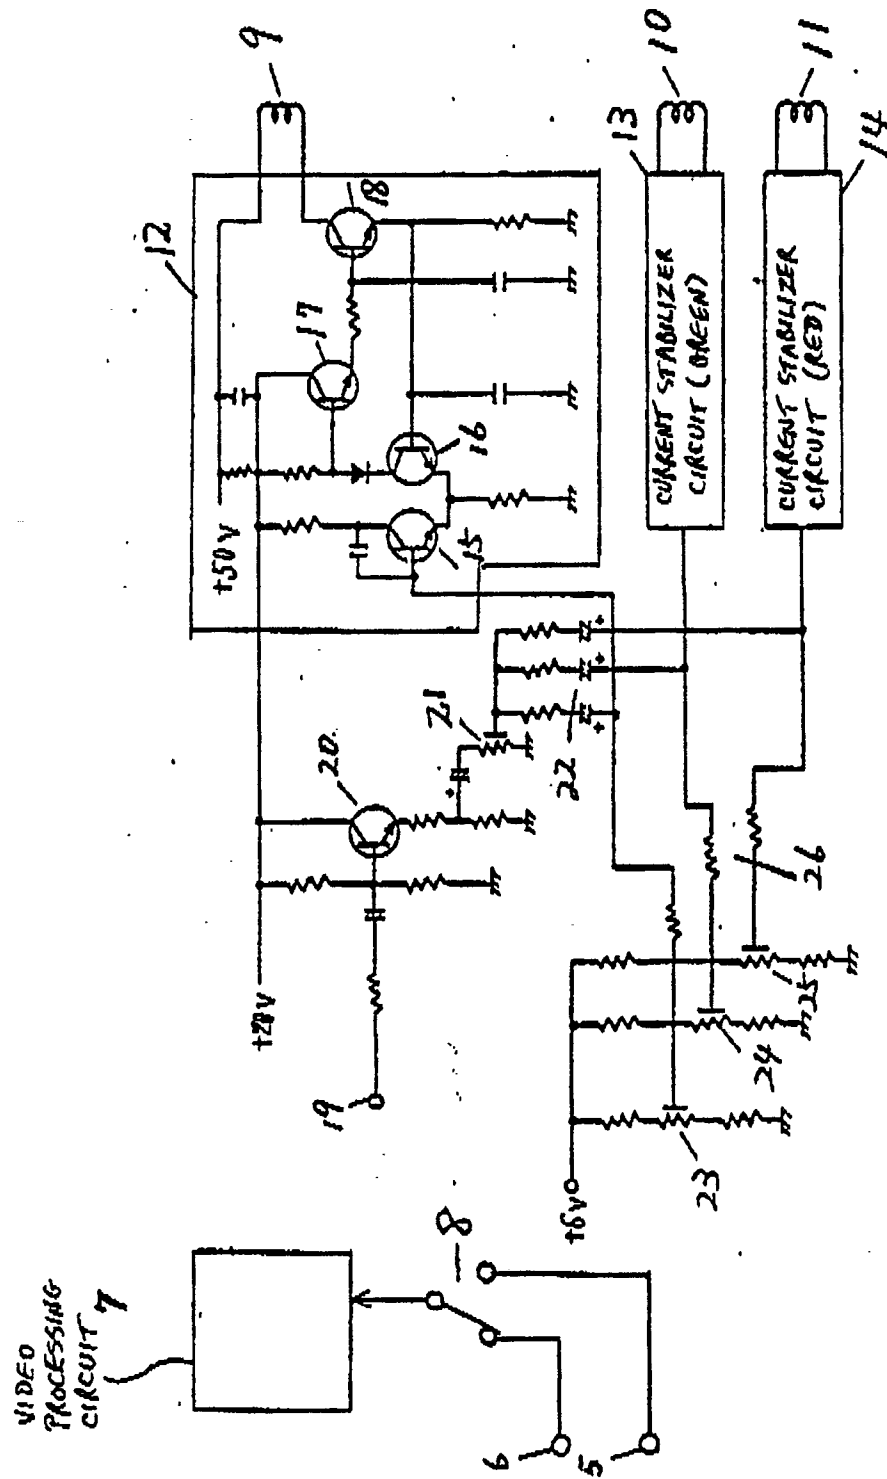 VIDEO
PROCESSING
CIRCUIT 7
8
6
5
19
20
21
22
+6V
23
24
25
26
12
+50V
17
18
15
16
9
13
CURRENT STABILIZER
CIRCUIT (GREEN)
10
CURRENT STABILIZER
CIRCUIT (RED)
11
14